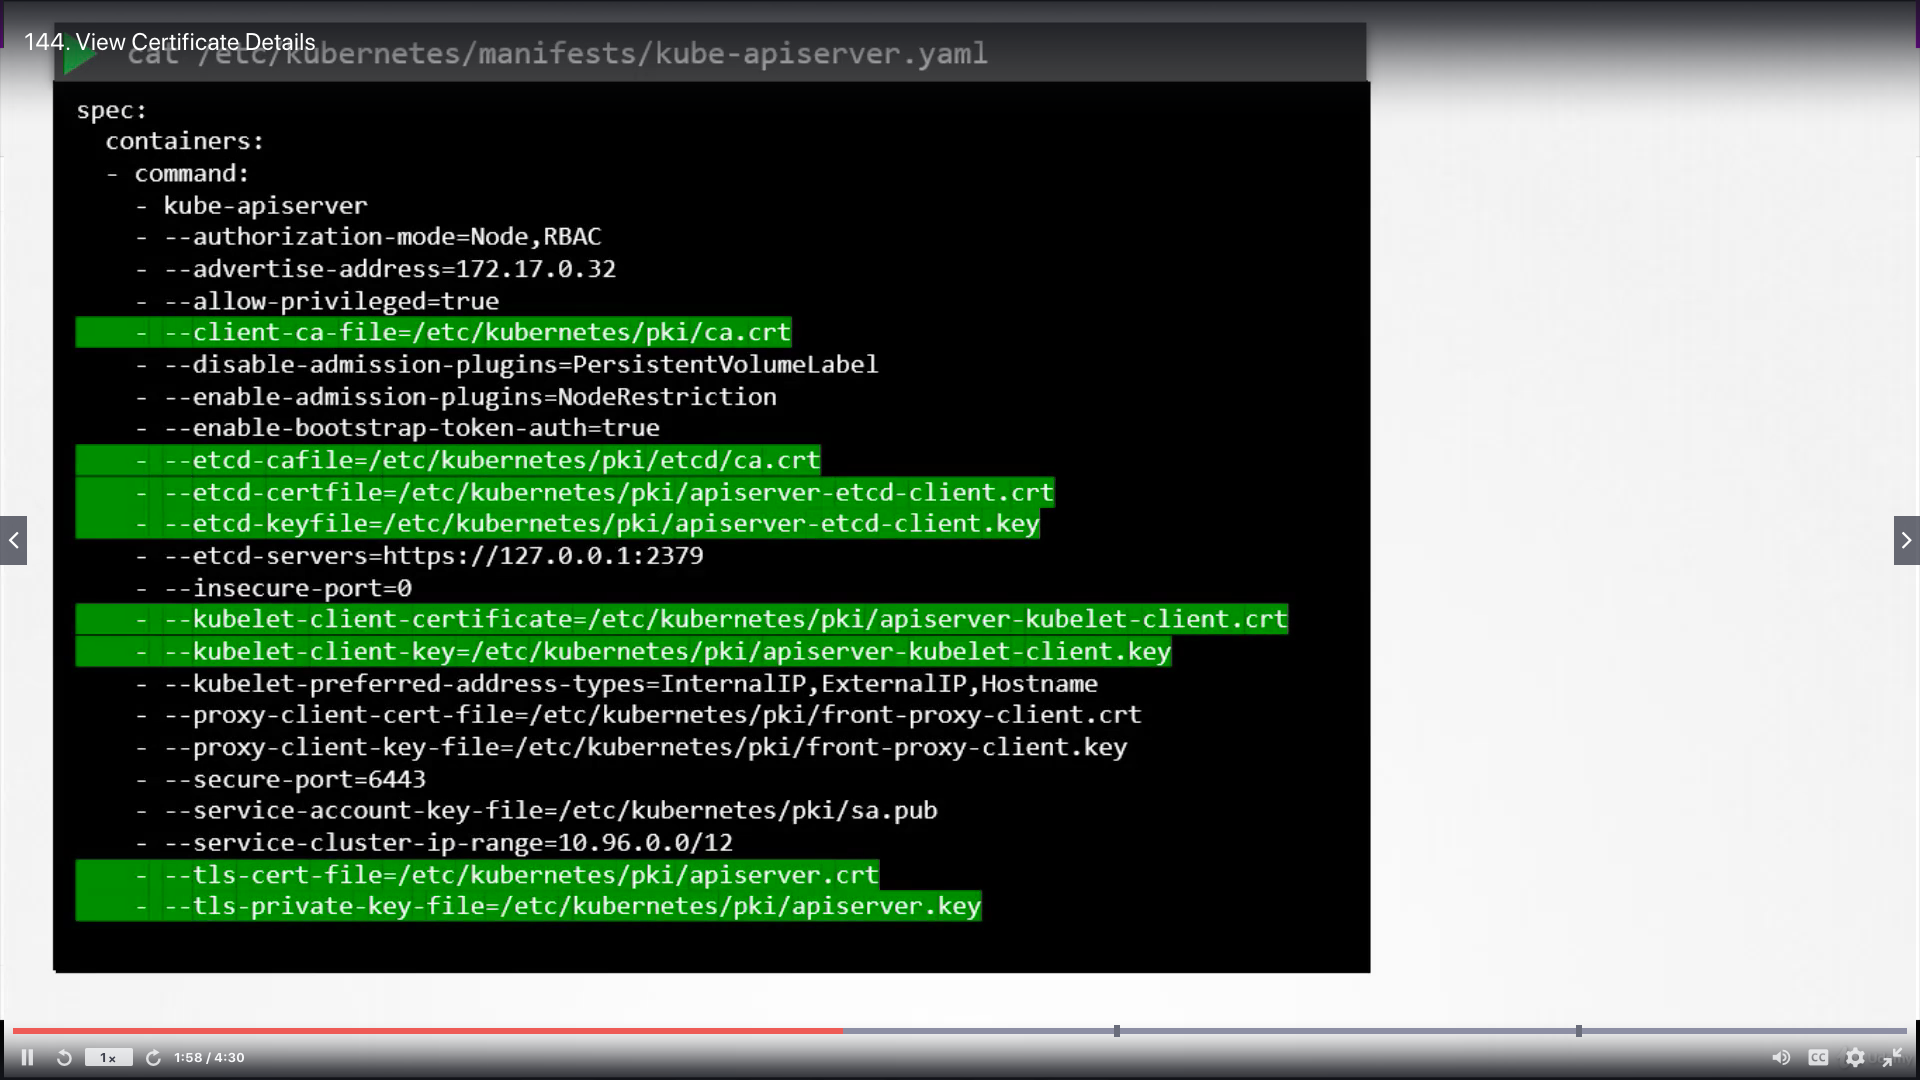 144. View Certificate Details
cat /etc/kubernetes/manifests/kube-apiserver.yaml
spec:
  containers:
  - command:
    - kube-apiserver
    - --authorization-mode=Node,RBAC
    - --advertise-address=172.17.0.32
    - --allow-privileged=true
    - --client-ca-file=/etc/kubernetes/pki/ca.crt
    - --disable-admission-plugins=PersistentVolumeLabel
    - --enable-admission-plugins=NodeRestriction
    - --enable-bootstrap-token-auth=true
    - --etcd-cafile=/etc/kubernetes/pki/etcd/ca.crt
    - --etcd-certfile=/etc/kubernetes/pki/apiserver-etcd-client.crt
    - --etcd-keyfile=/etc/kubernetes/pki/apiserver-etcd-client.key
    - --etcd-servers=https://127.0.0.1:2379
    - --insecure-port=0
    - --kubelet-client-certificate=/etc/kubernetes/pki/apiserver-kubelet-client.crt
    - --kubelet-client-key=/etc/kubernetes/pki/apiserver-kubelet-client.key
    - --kubelet-preferred-address-types=InternalIP,ExternalIP,Hostname
    - --proxy-client-cert-file=/etc/kubernetes/pki/front-proxy-client.crt
    - --proxy-client-key-file=/etc/kubernetes/pki/front-proxy-client.key
    - --secure-port=6443
    - --service-account-key-file=/etc/kubernetes/pki/sa.pub
    - --service-cluster-ip-range=10.96.0.0/12
    - --tls-cert-file=/etc/kubernetes/pki/apiserver.crt
    - --tls-private-key-file=/etc/kubernetes/pki/apiserver.key
1x 1:58 / 4:30 CC